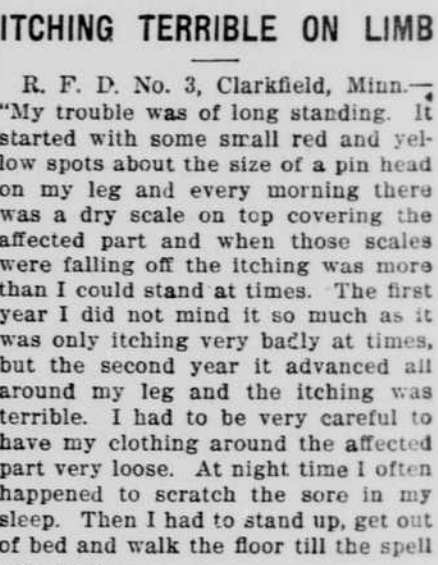 ITCHING TERRIBLE ON LIMB
R. F. D. No. 3, Clarkfield, Minn.—
"My trouble was of long standing. It
started with some small red and yel-
low spots about the size of a pin head
on my leg and every morning there
was a dry scale on top covering the
affected part and when those scales
were falling off the itching was more
than I could stand at times. The first
year I did not mind it so much as it
was only itching very badly at times,
but the second year it advanced all
around my leg and the itching was
terrible. I had to be very careful to
have my clothing around the affected
part very loose. At night time I often
happened to scratch the sore in my
sleep. Then I had to stand up, get out
of bed and walk the floor till the spell